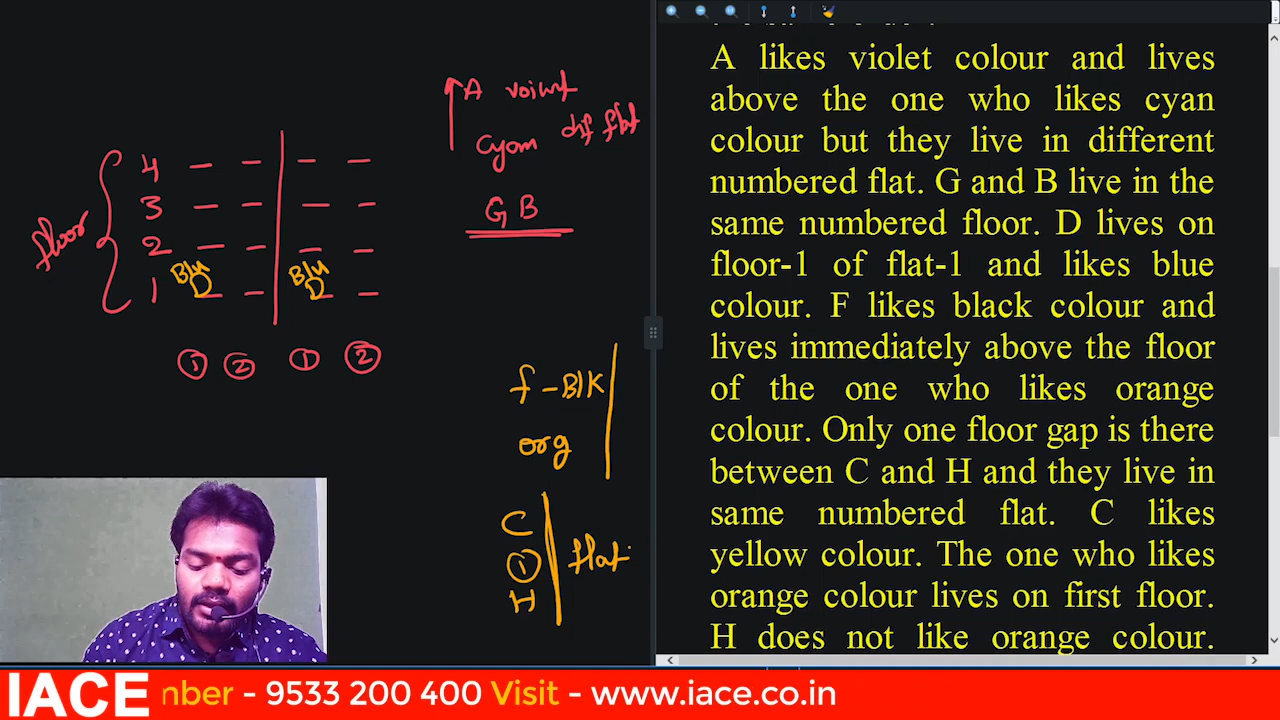 A voiwt
Cyan dif flat
G B
floor
4
3
2
1 Blu D Blu D
① ② ① ②
f - Blk
org
C
①
H
flat
A likes violet colour and lives
above the one who likes cyan
colour but they live in different
numbered flat. G and B live in the
same numbered floor. D lives on
floor-1 of flat-1 and likes blue
colour. F likes black colour and
lives immediately above the floor
of the one who likes orange
colour. Only one floor gap is there
between C and H and they live in
same numbered flat. C likes
yellow colour. The one who likes
orange colour lives on first floor.
H does not like orange colour.
IACE mber - 9533 200 400 Visit - www.iace.co.in